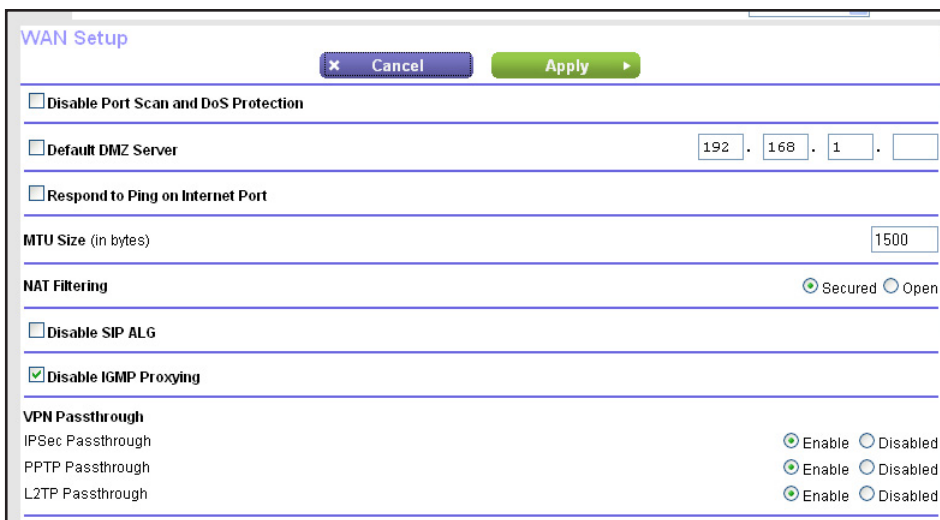 WAN Setup
Cancel Apply
Disable Port Scan and DoS Protection
Default DMZ Server 192 . 168 . 1 .
Respond to Ping on Internet Port
MTU Size (in bytes) 1500
NAT Filtering Secured Open
Disable SIP ALG
Disable IGMP Proxying
VPN Passthrough
IPSec Passthrough Enable Disabled
PPTP Passthrough Enable Disabled
L2TP Passthrough Enable Disabled